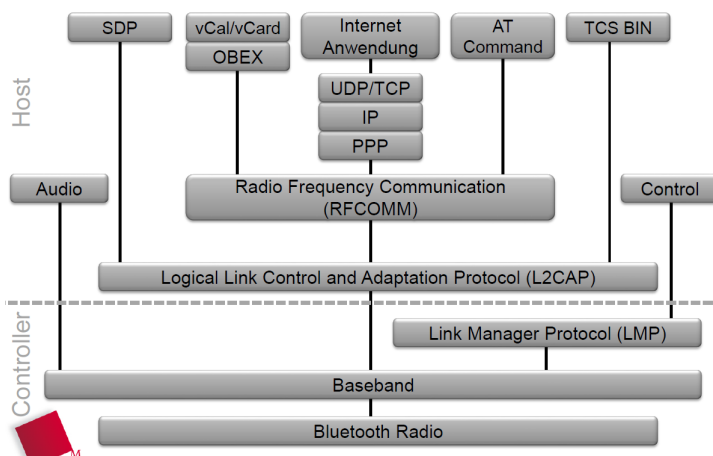 SDP
vCal/vCard
OBEX
Internet
Anwendung
UDP/TCP
IP
PPP
AT
Command
TCS BIN
Host
Audio
Radio Frequency Communication
(RFCOMM)
Control
Logical Link Control and Adaptation Protocol (L2CAP)
Controller
Link Manager Protocol (LMP)
Baseband
Bluetooth Radio
M